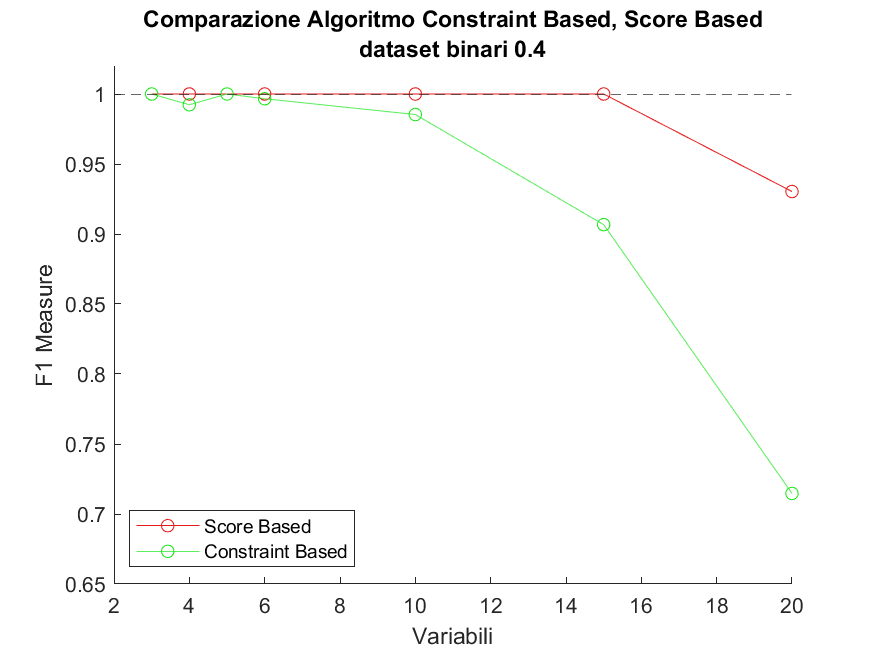 Comparazione Algoritmo Constraint Based, Score Based
dataset binari 0.4
1
0.95
0.9
0.85
0.8
0.75
0.7
0.65
F1 Measure
Score Based
Constraint Based
2 4 6 8 10 12 14 16 18 20
Variabili